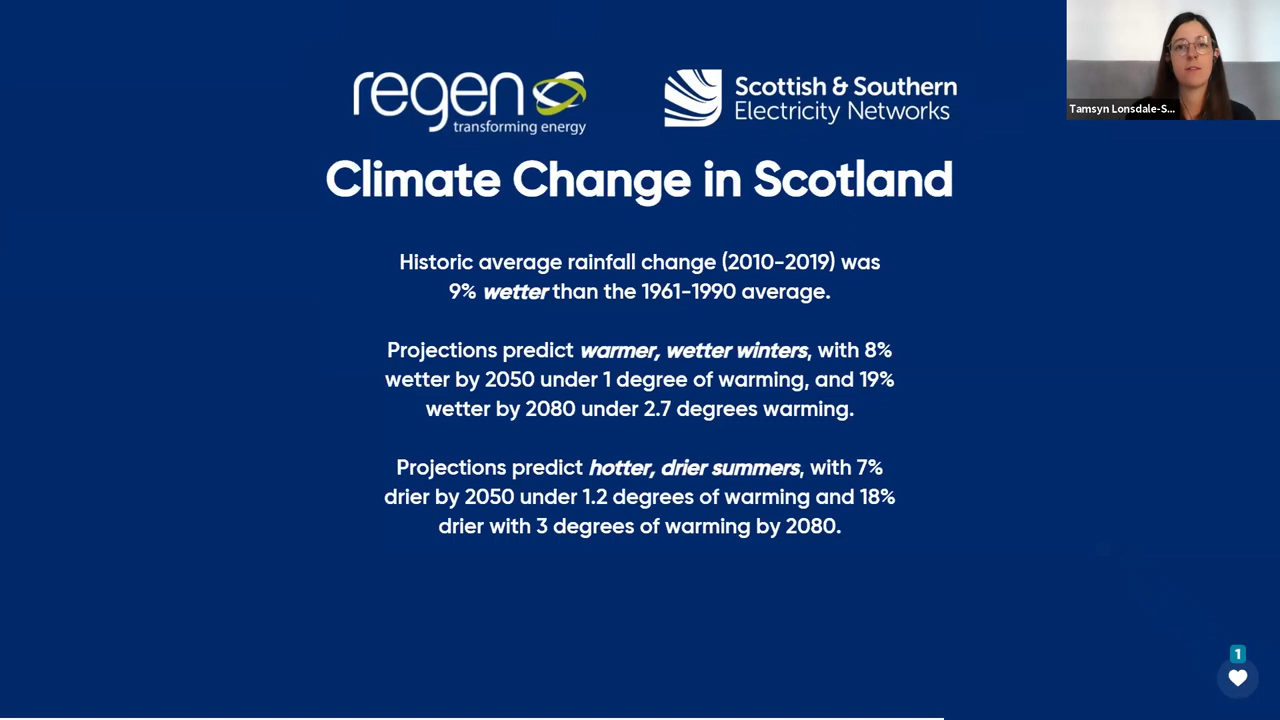 regen
transforming energy
Scottish & Southern
Electricity Networks
Tamsyn Lonsdale-S...
Climate Change in Scotland
Historic average rainfall change (2010-2019) was
9% wetter than the 1961-1990 average.
Projections predict warmer, wetter winters, with 8%
wetter by 2050 under 1 degree of warming, and 19%
wetter by 2080 under 2.7 degrees warming.
Projections predict hotter, drier summers, with 7%
drier by 2050 under 1.2 degrees of warming and 18%
drier with 3 degrees of warming by 2080.
1